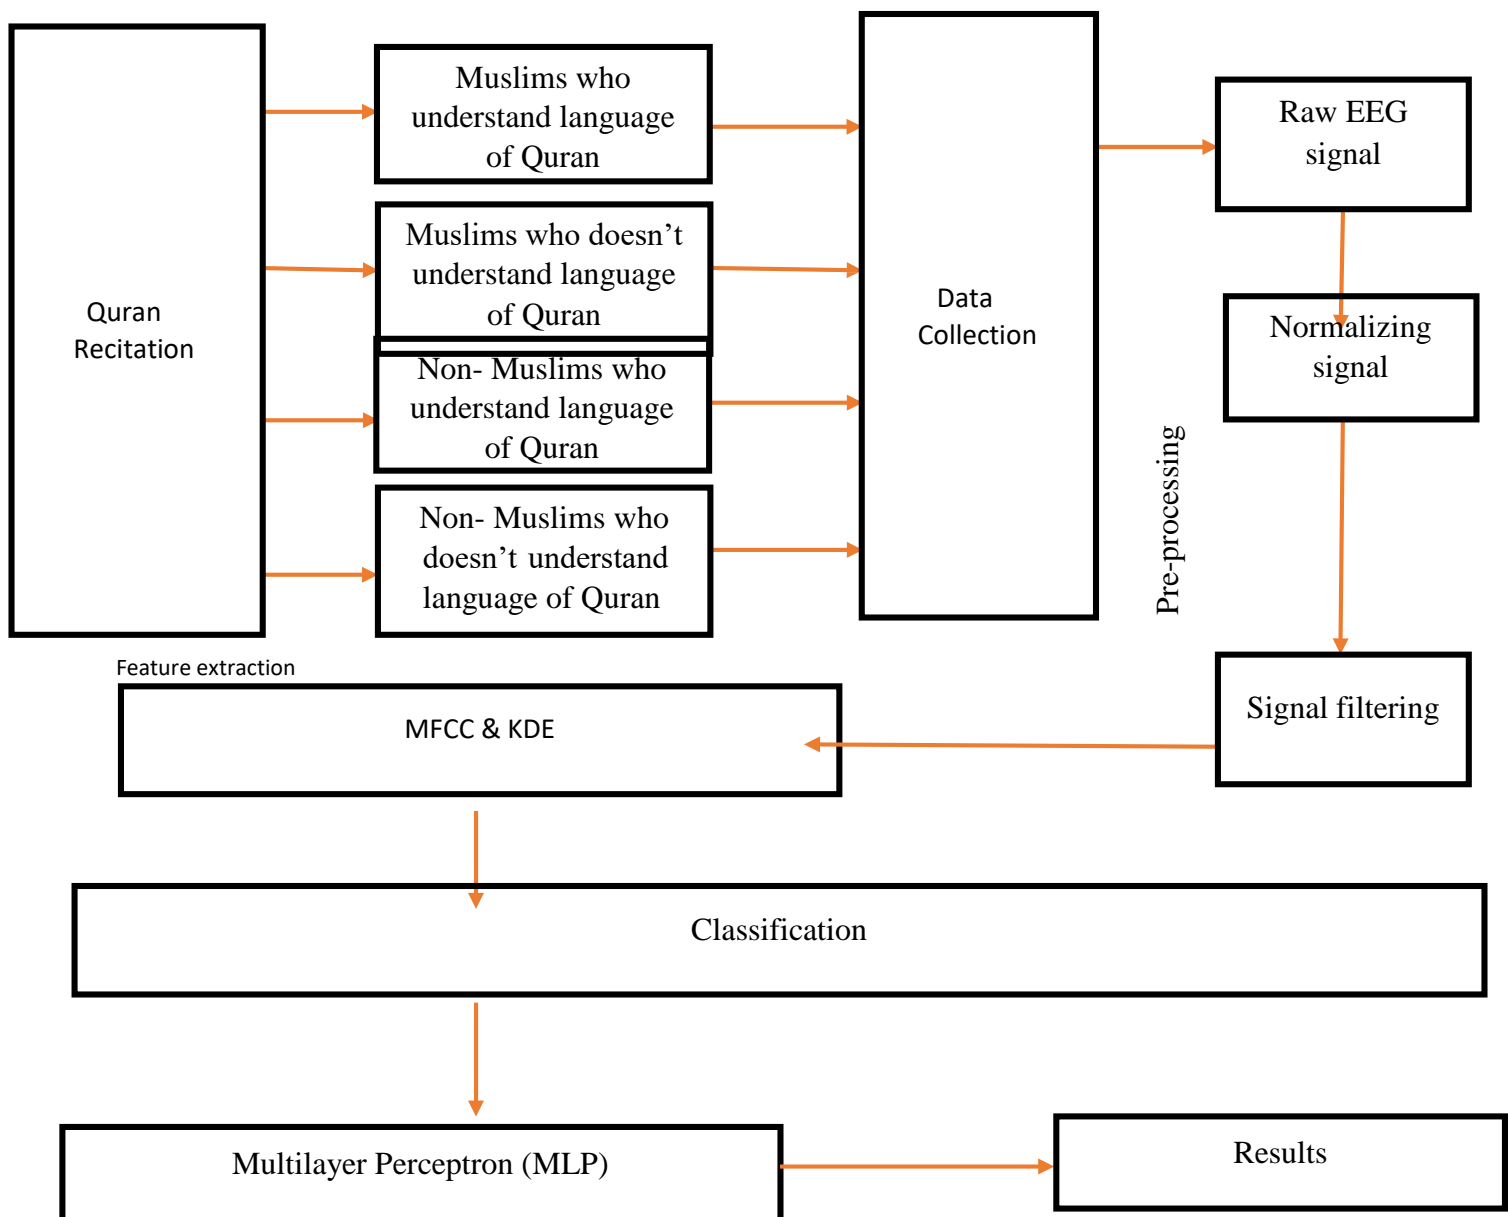 Quran
Recitation
Muslims who
understand language
of Quran
Muslims who doesn’t
understand language
of Quran
Non- Muslims who
understand language
of Quran
Non- Muslims who
doesn’t understand
language of Quran
Data
Collection
Raw EEG
signal
Normalizing
signal
Pre-processing
Signal filtering
Feature extraction
MFCC & KDE
Classification
Multilayer Perceptron (MLP)
Results